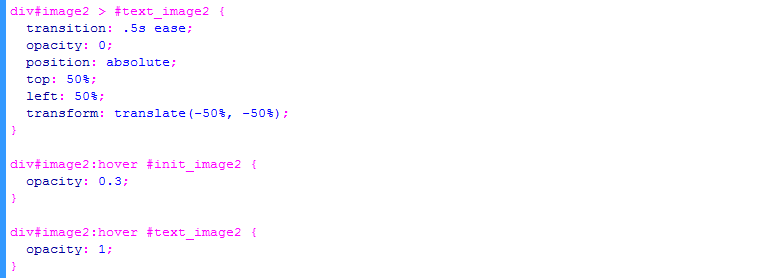 div#image2 > #text_image2 {
  transition: .5s ease;
  opacity: 0;
  position: absolute;
  top: 50%;
  left: 50%;
  transform: translate(-50%, -50%);
}

div#image2:hover #init_image2 {
  opacity: 0.3;
}

div#image2:hover #text_image2 {
  opacity: 1;
}